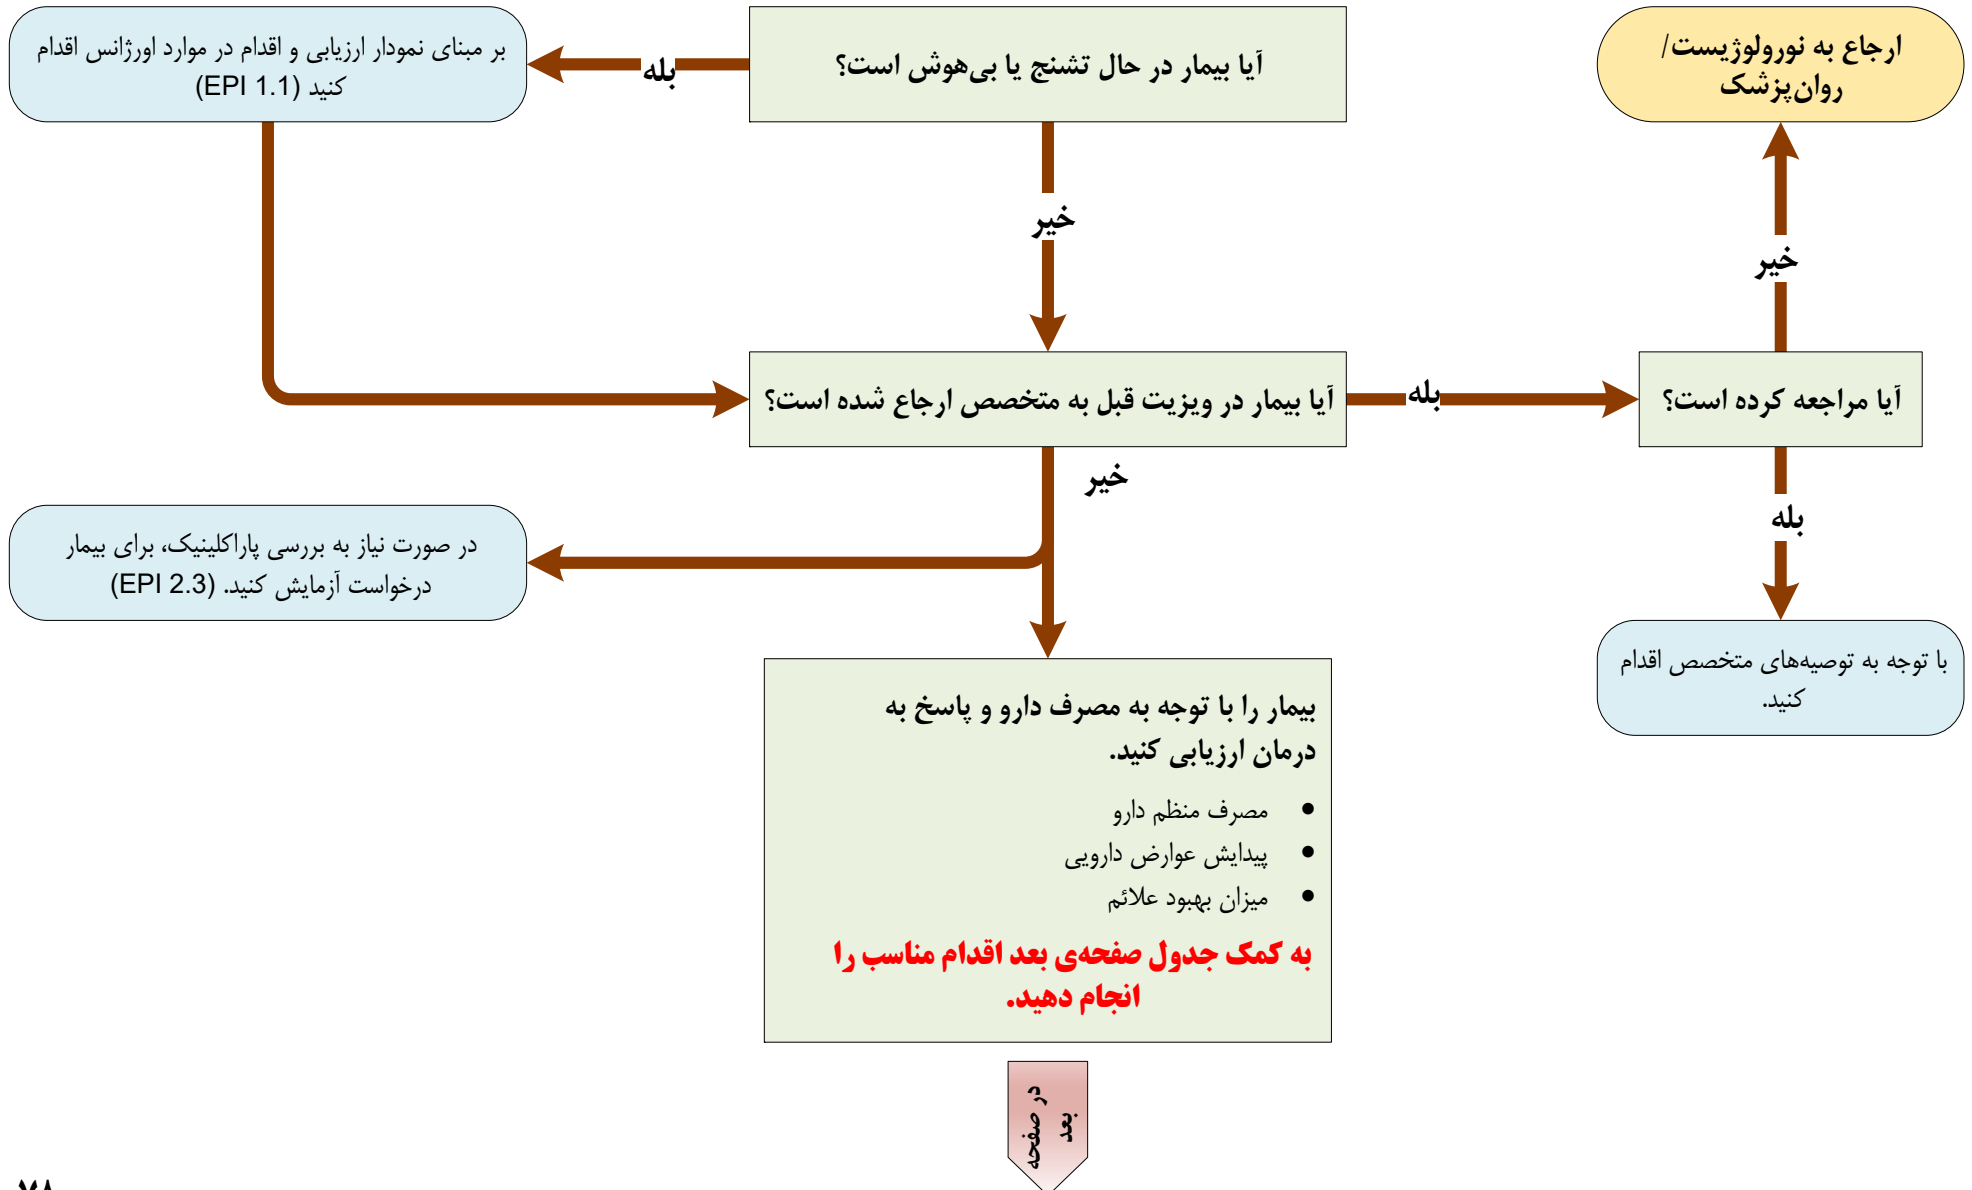 آیا بیمار در حال تشنج یا بی‌هوش است؟
بله
بر مبنای نمودار ارزیابی و اقدام در موارد اورژانس اقدام
کنید (EPI 1.1)
خیر
آیا بیمار در ویزیت قبل به متخصص ارجاع شده است؟
بله
آیا مراجعه کرده است؟
خیر
ارجاع به نورولوژیست/
روان‌پزشک
بله
با توجه به توصیه‌های متخصص اقدام
کنید.
خیر
در صورت نیاز به بررسی پاراکلینیک، برای بیمار
درخواست آزمایش کنید. (EPI 2.3)
بیمار را با توجه به مصرف دارو و پاسخ به
درمان ارزیابی کنید.
• مصرف منظم دارو
• پیدایش عوارض دارویی
• میزان بهبود علائم
به کمک جدول صفحه‌ی بعد اقدام مناسب را
انجام دهید.
در صفحه
بعد